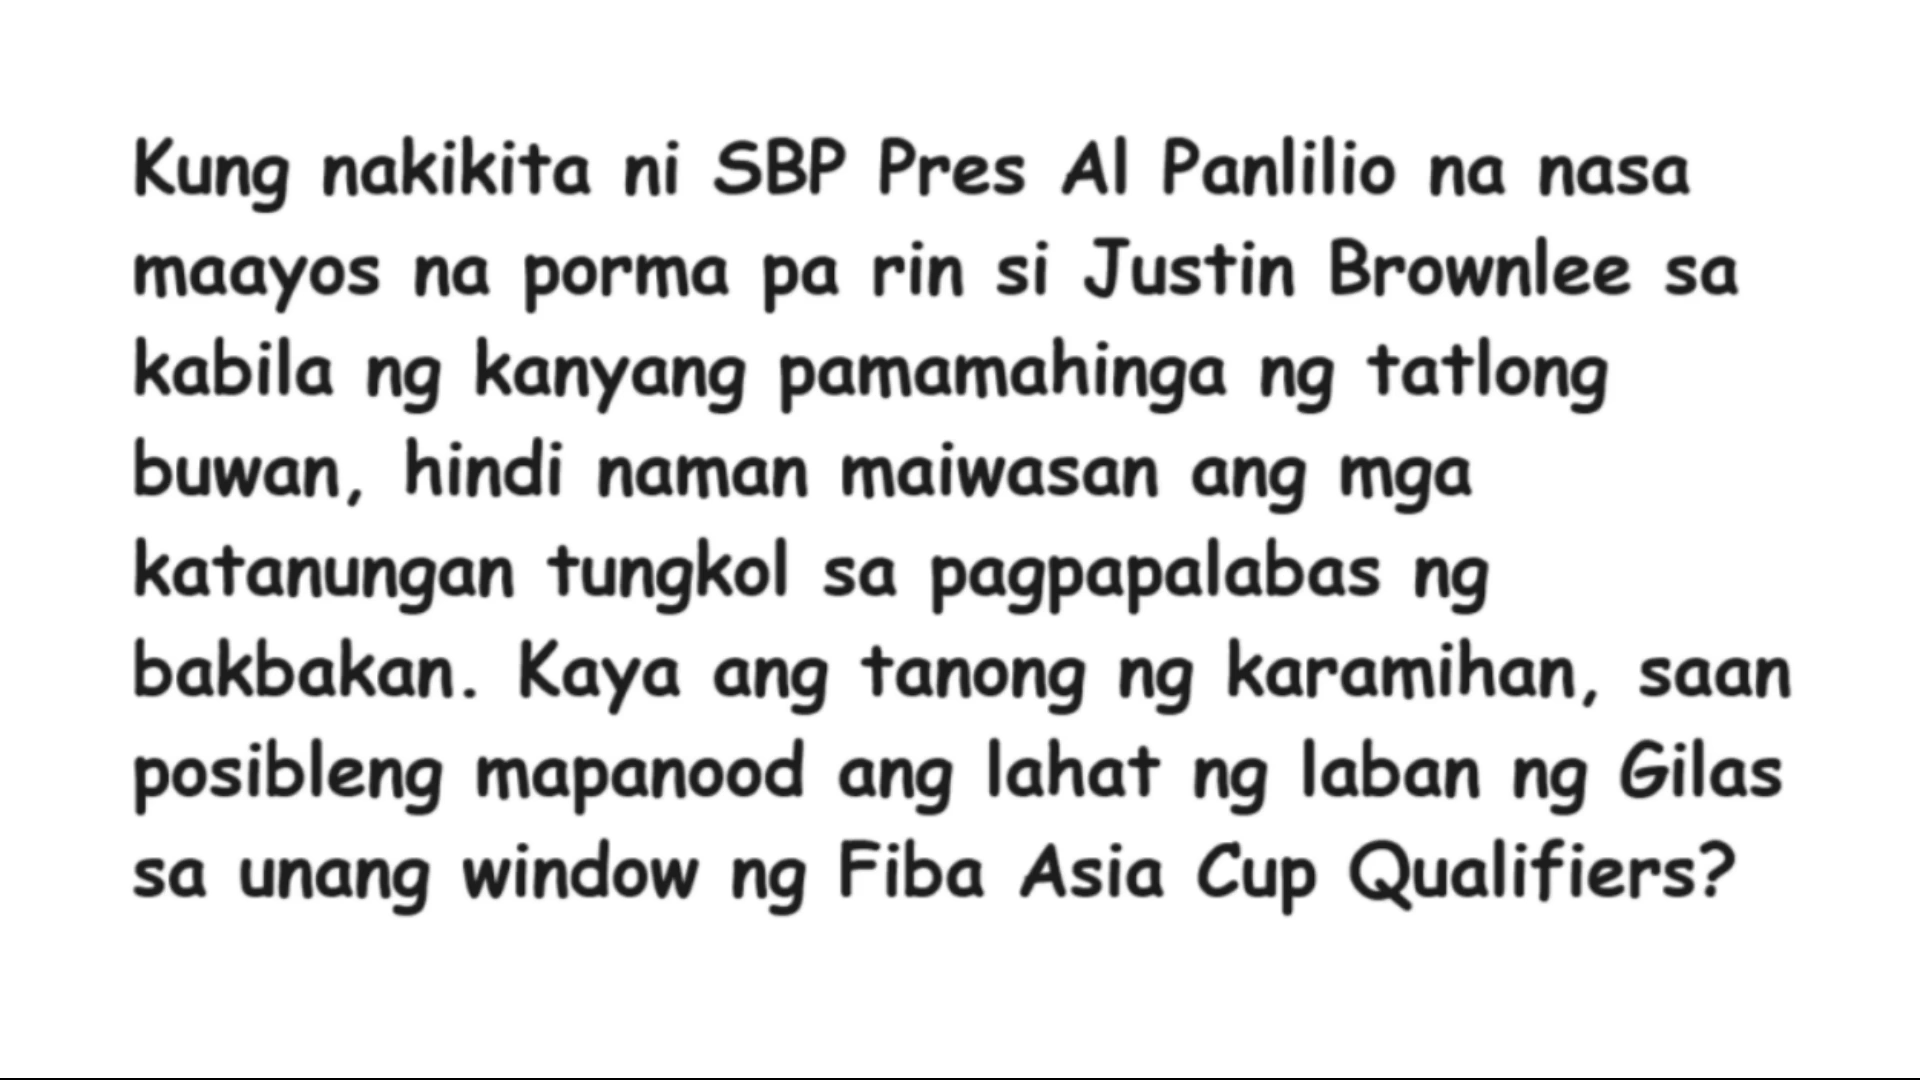 Kung nakikita ni SBP Pres Al Panlilio na nasa
maayos na porma pa rin si Justin Brownlee sa
kabila ng kanyang pamamahinga ng tatlong
buwan, hindi naman maiwasan ang mga
katanungan tungkol sa pagpapalabas ng
bakbakan. Kaya ang tanong ng karamihan, saan
posibleng mapanood ang lahat ng laban ng Gilas
sa unang window ng Fiba Asia Cup Qualifiers?